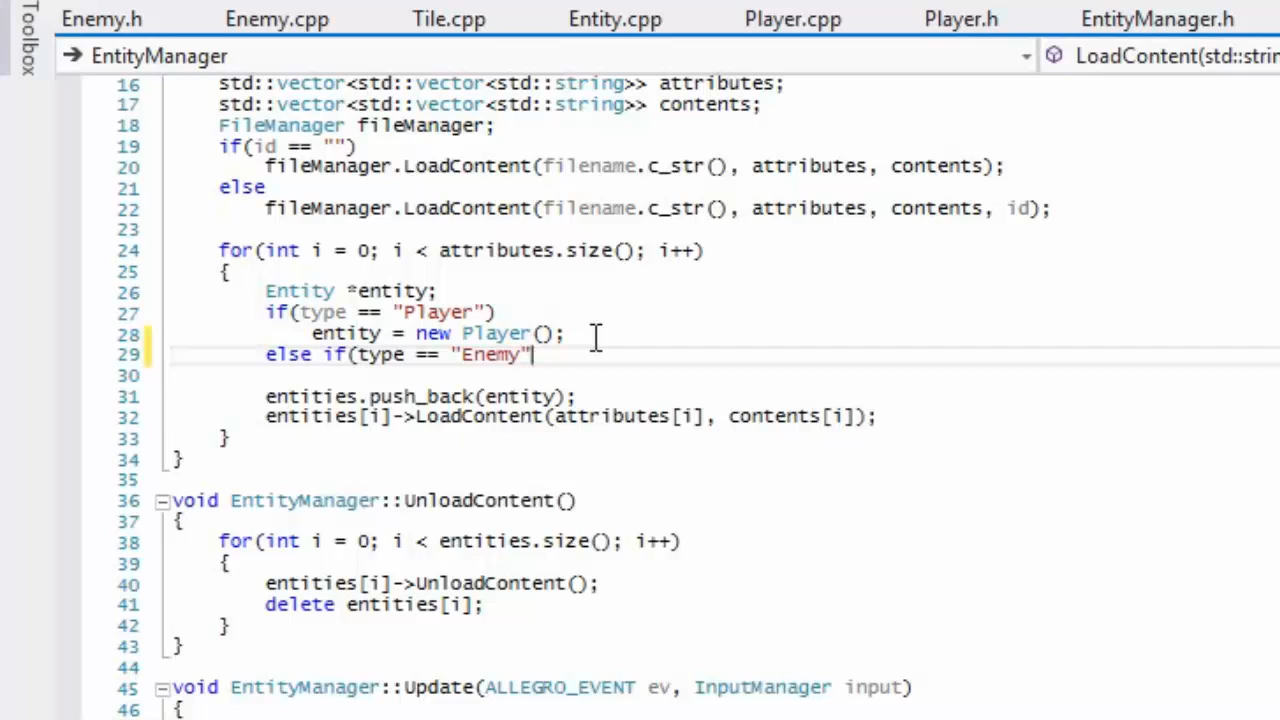 Toolbox
Enemy.h Enemy.cpp Tile.cpp Entity.cpp Player.cpp Player.h EntityManager.h
EntityManager LoadContent(std::strin
16 std::vector<std::vector<std::string>> attributes;
17 std::vector<std::vector<std::string>> contents;
18 FileManager fileManager;
19 if(id == "")
20 fileManager.LoadContent(filename.c_str(), attributes, contents);
21 else
22 fileManager.LoadContent(filename.c_str(), attributes, contents, id);
23
24 for(int i = 0; i < attributes.size(); i++)
25 {
26 Entity *entity;
27 if(type == "Player")
28 entity = new Player();
29 else if(type == "Enemy"
30
31 entities.push_back(entity);
32 entities[i]->LoadContent(attributes[i], contents[i]);
33 }
34 }
35
36 void EntityManager::UnloadContent()
37 {
38 for(int i = 0; i < entities.size(); i++)
39 {
40 entities[i]->UnloadContent();
41 delete entities[i];
42 }
43 }
44
45 void EntityManager::Update(ALLEGRO_EVENT ev, InputManager input)
46 {